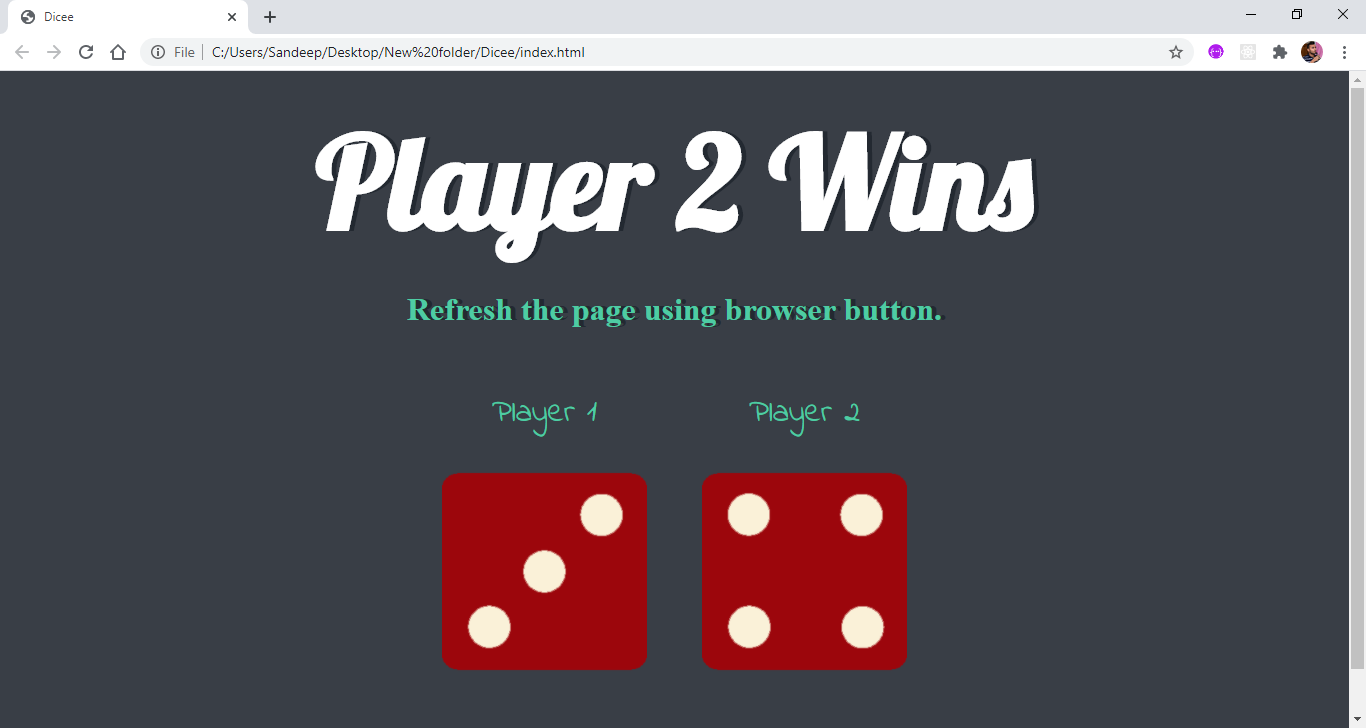 Dicee
File
C:/Users/Sandeep/Desktop/New%20folder/Dicee/index.html
Player 2 Wins
Refresh the page using browser button.
Player 1
Player 2